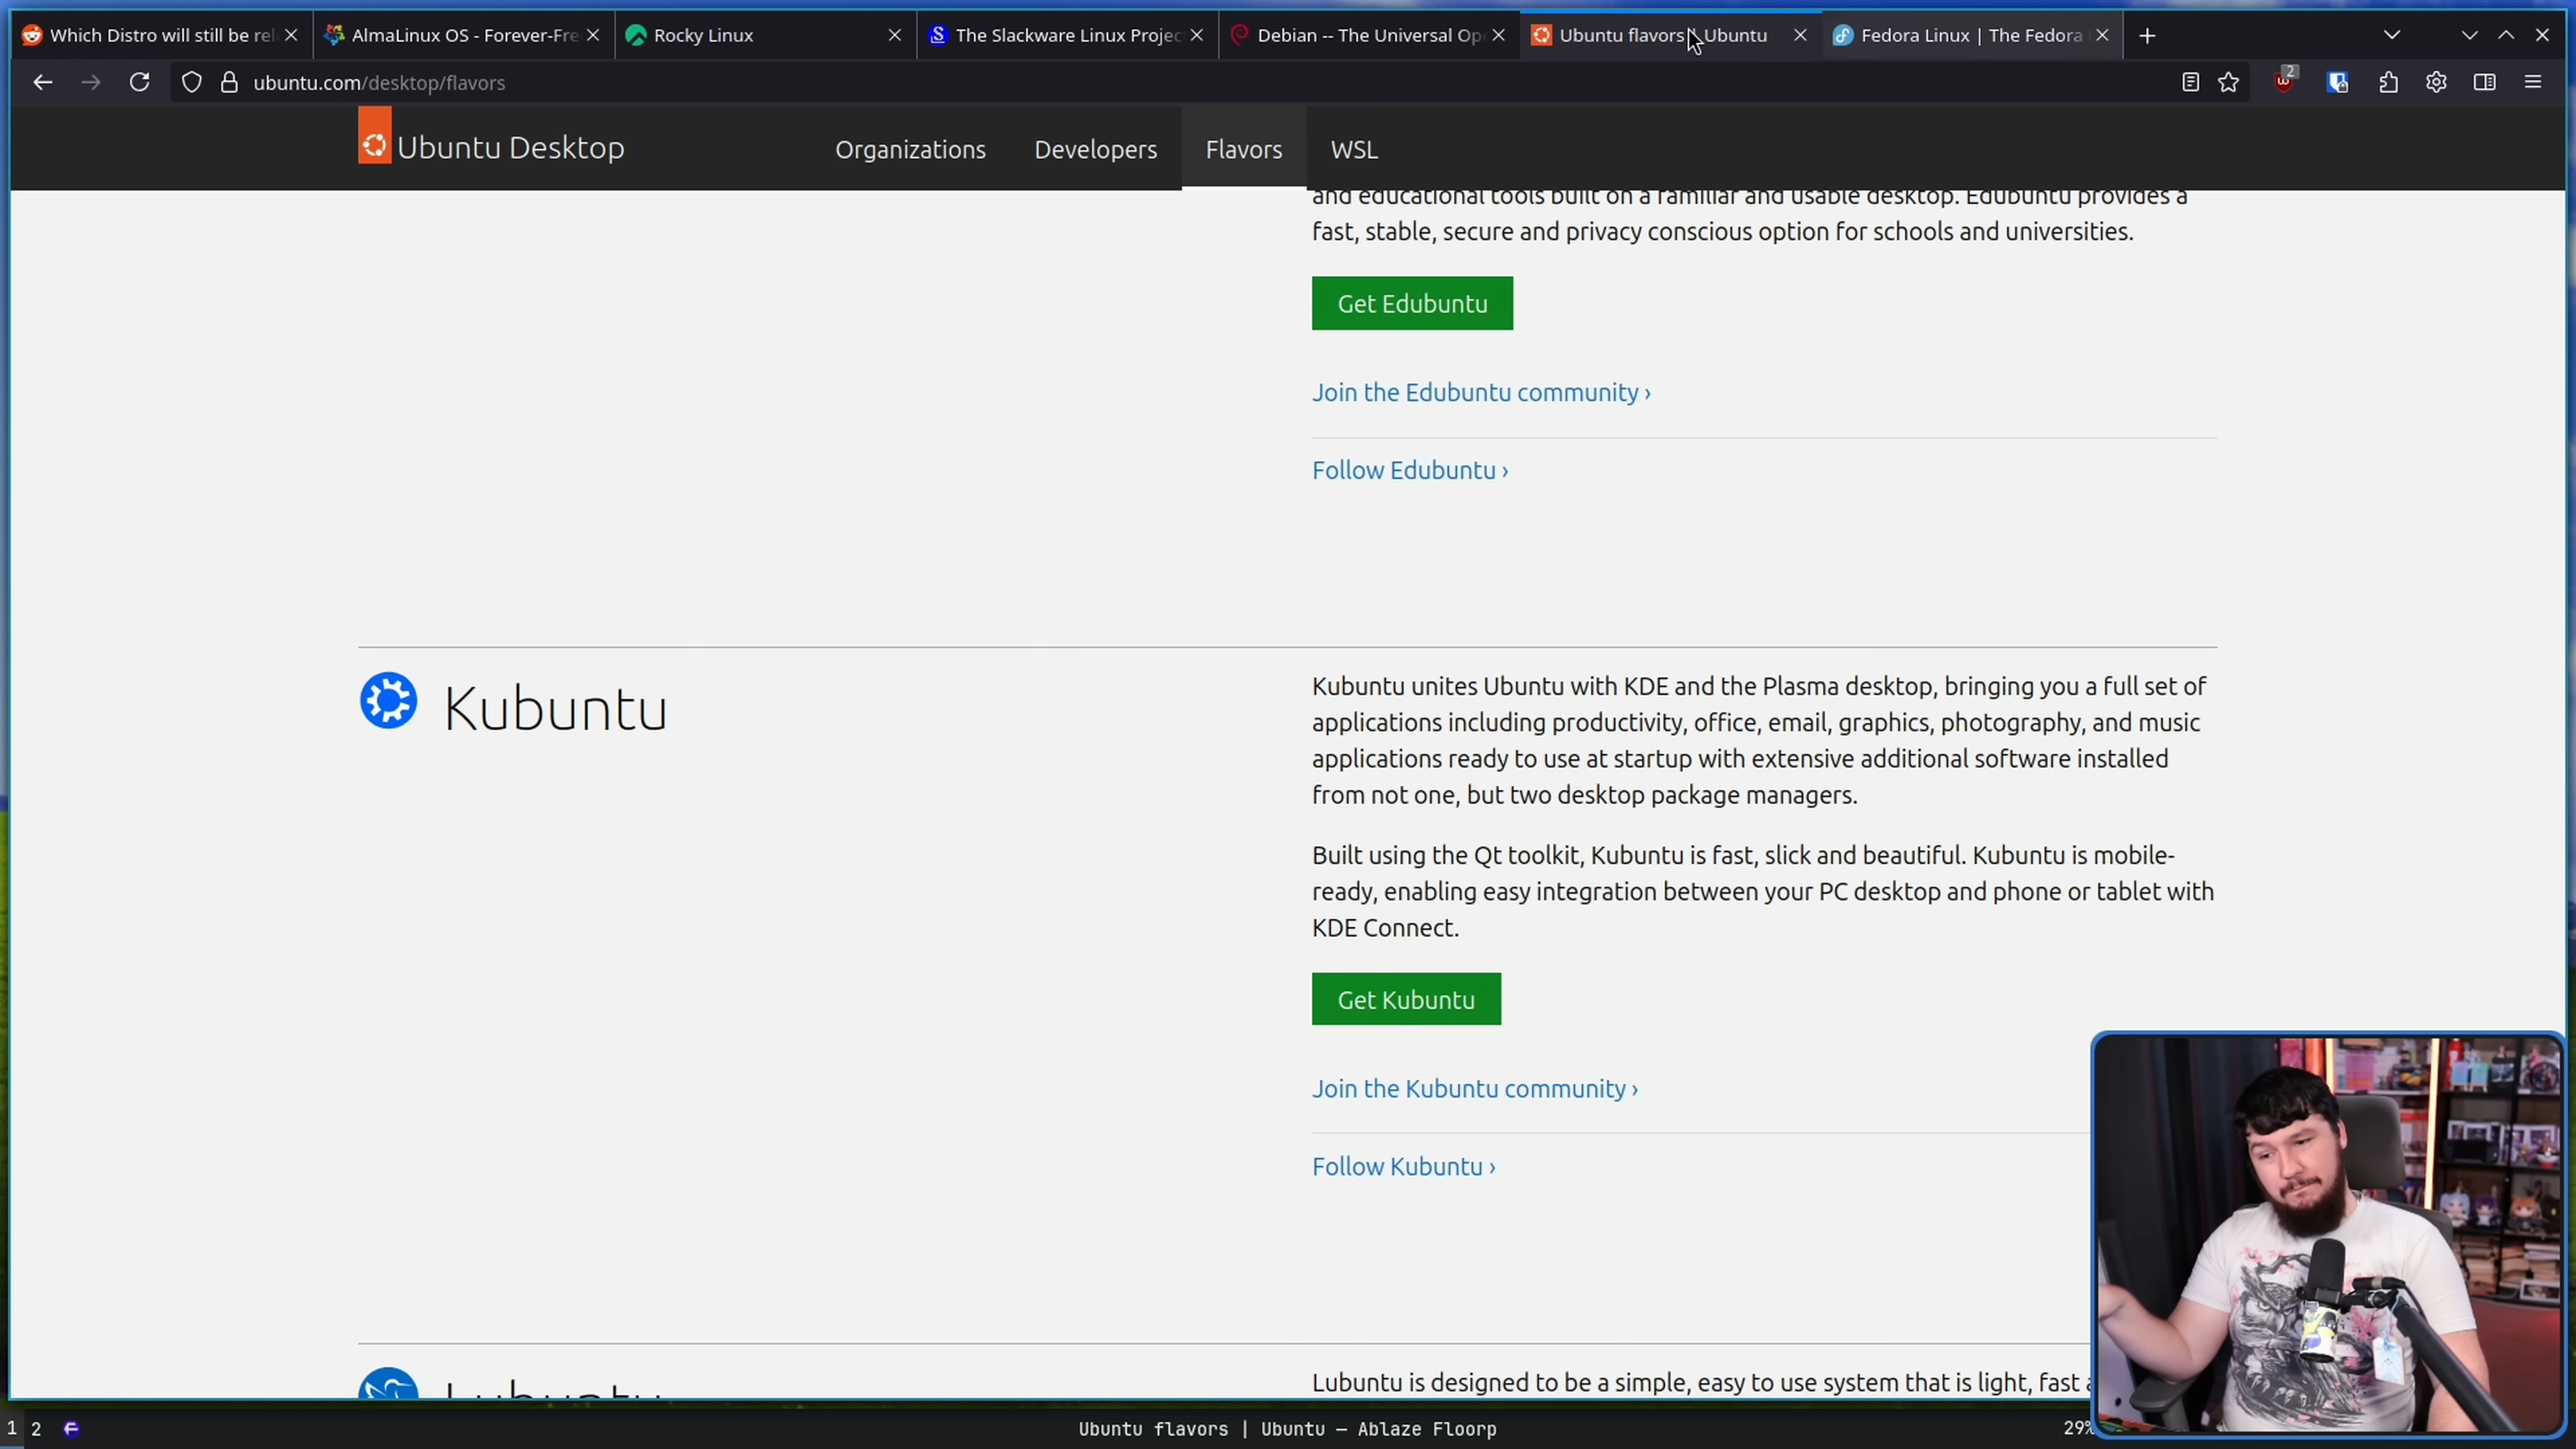 Which Distro will still be rel
AlmaLinux OS - Forever-Fre
Rocky Linux
The Slackware Linux Projec
Debian -- The Universal Op
Ubuntu flavors | Ubuntu
Fedora Linux | The Fedora
ubuntu.com/desktop/flavors
2
Ubuntu Desktop
Organizations
Developers
Flavors
WSL
and educational tools built on a familiar and usable desktop. Edubuntu provides a
fast, stable, secure and privacy conscious option for schools and universities.
Get Edubuntu
Join the Edubuntu community ›
Follow Edubuntu ›
Kubuntu
Kubuntu unites Ubuntu with KDE and the Plasma desktop, bringing you a full set of
applications including productivity, office, email, graphics, photography, and music
applications ready to use at startup with extensive additional software installed
from not one, but two desktop package managers.
Built using the Qt toolkit, Kubuntu is fast, slick and beautiful. Kubuntu is mobile-
ready, enabling easy integration between your PC desktop and phone or tablet with
KDE Connect.
Get Kubuntu
Join the Kubuntu community ›
Follow Kubuntu ›
Lubuntu
Lubuntu is designed to be a simple, easy to use system that is light, fast
1 2
Ubuntu flavors | Ubuntu — Ablaze Floorp
29%